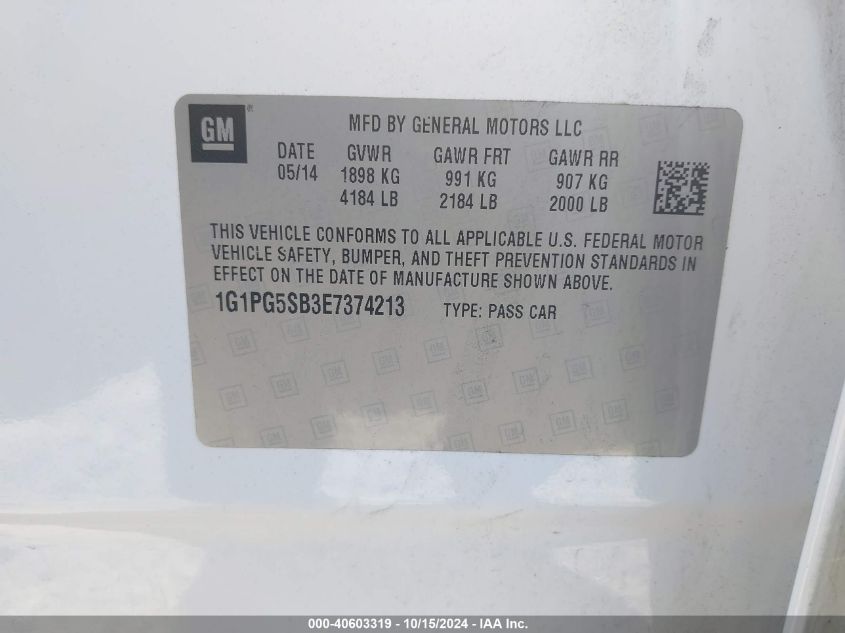 GM ®
MFD BY GENERAL MOTORS LLC
DATE GVWR GAWR FRT GAWR RR
05/14 1898 KG 991 KG 907 KG
4184 LB 2184 LB 2000 LB
THIS VEHICLE CONFORMS TO ALL APPLICABLE U.S. FEDERAL MOTOR
VEHICLE SAFETY, BUMPER, AND THEFT PREVENTION STANDARDS IN
EFFECT ON THE DATE OF MANUFACTURE SHOWN ABOVE.
1G1PG5SB3E7374213 TYPE: PASS CAR
000-40603319 - 10/15/2024 - IAA Inc.